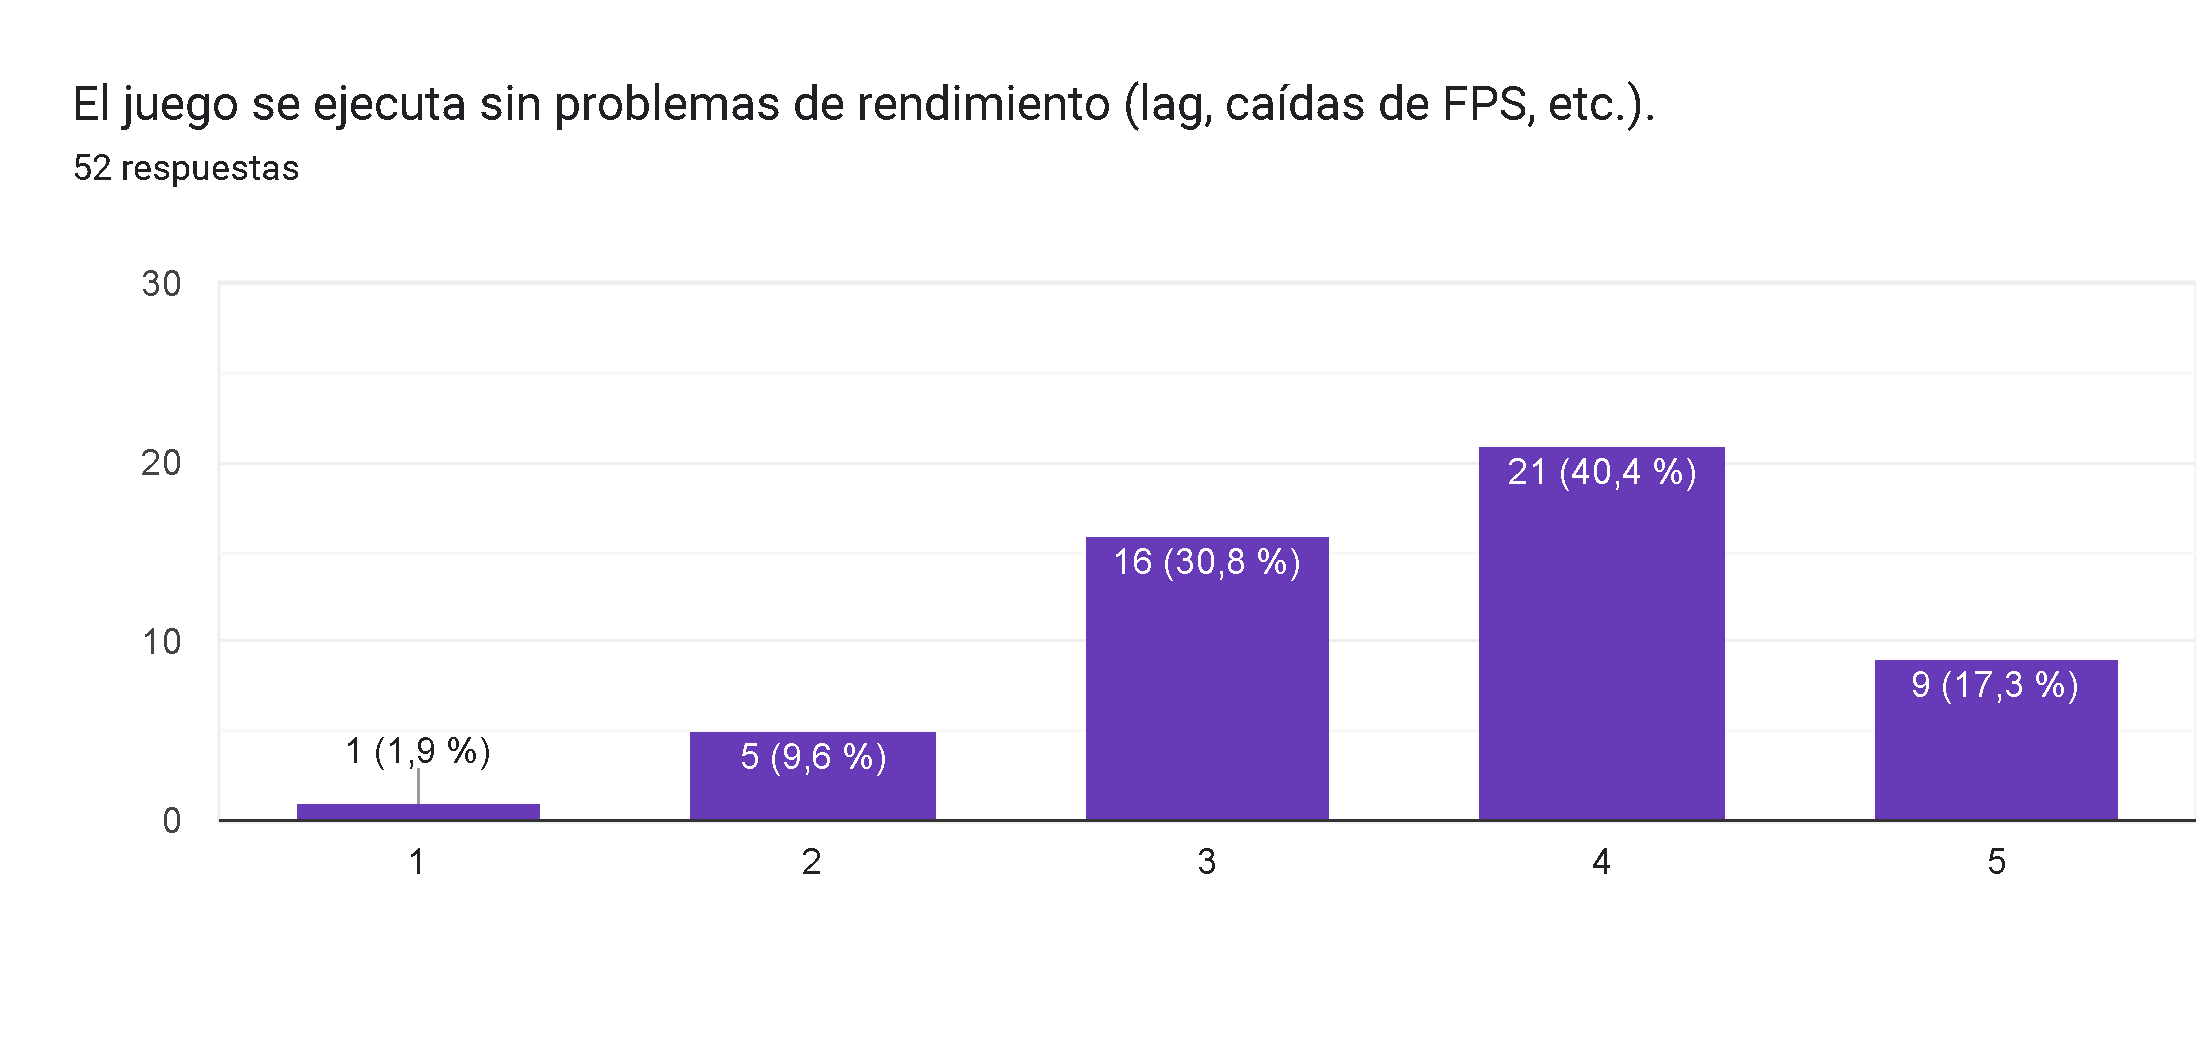 El juego se ejecuta sin problemas de rendimiento (lag, caídas de FPS, etc.).
52 respuestas
30
20
10
0
1 (1,9 %)
5 (9,6 %)
16 (30,8 %)
21 (40,4 %)
9 (17,3 %)
1
2
3
4
5